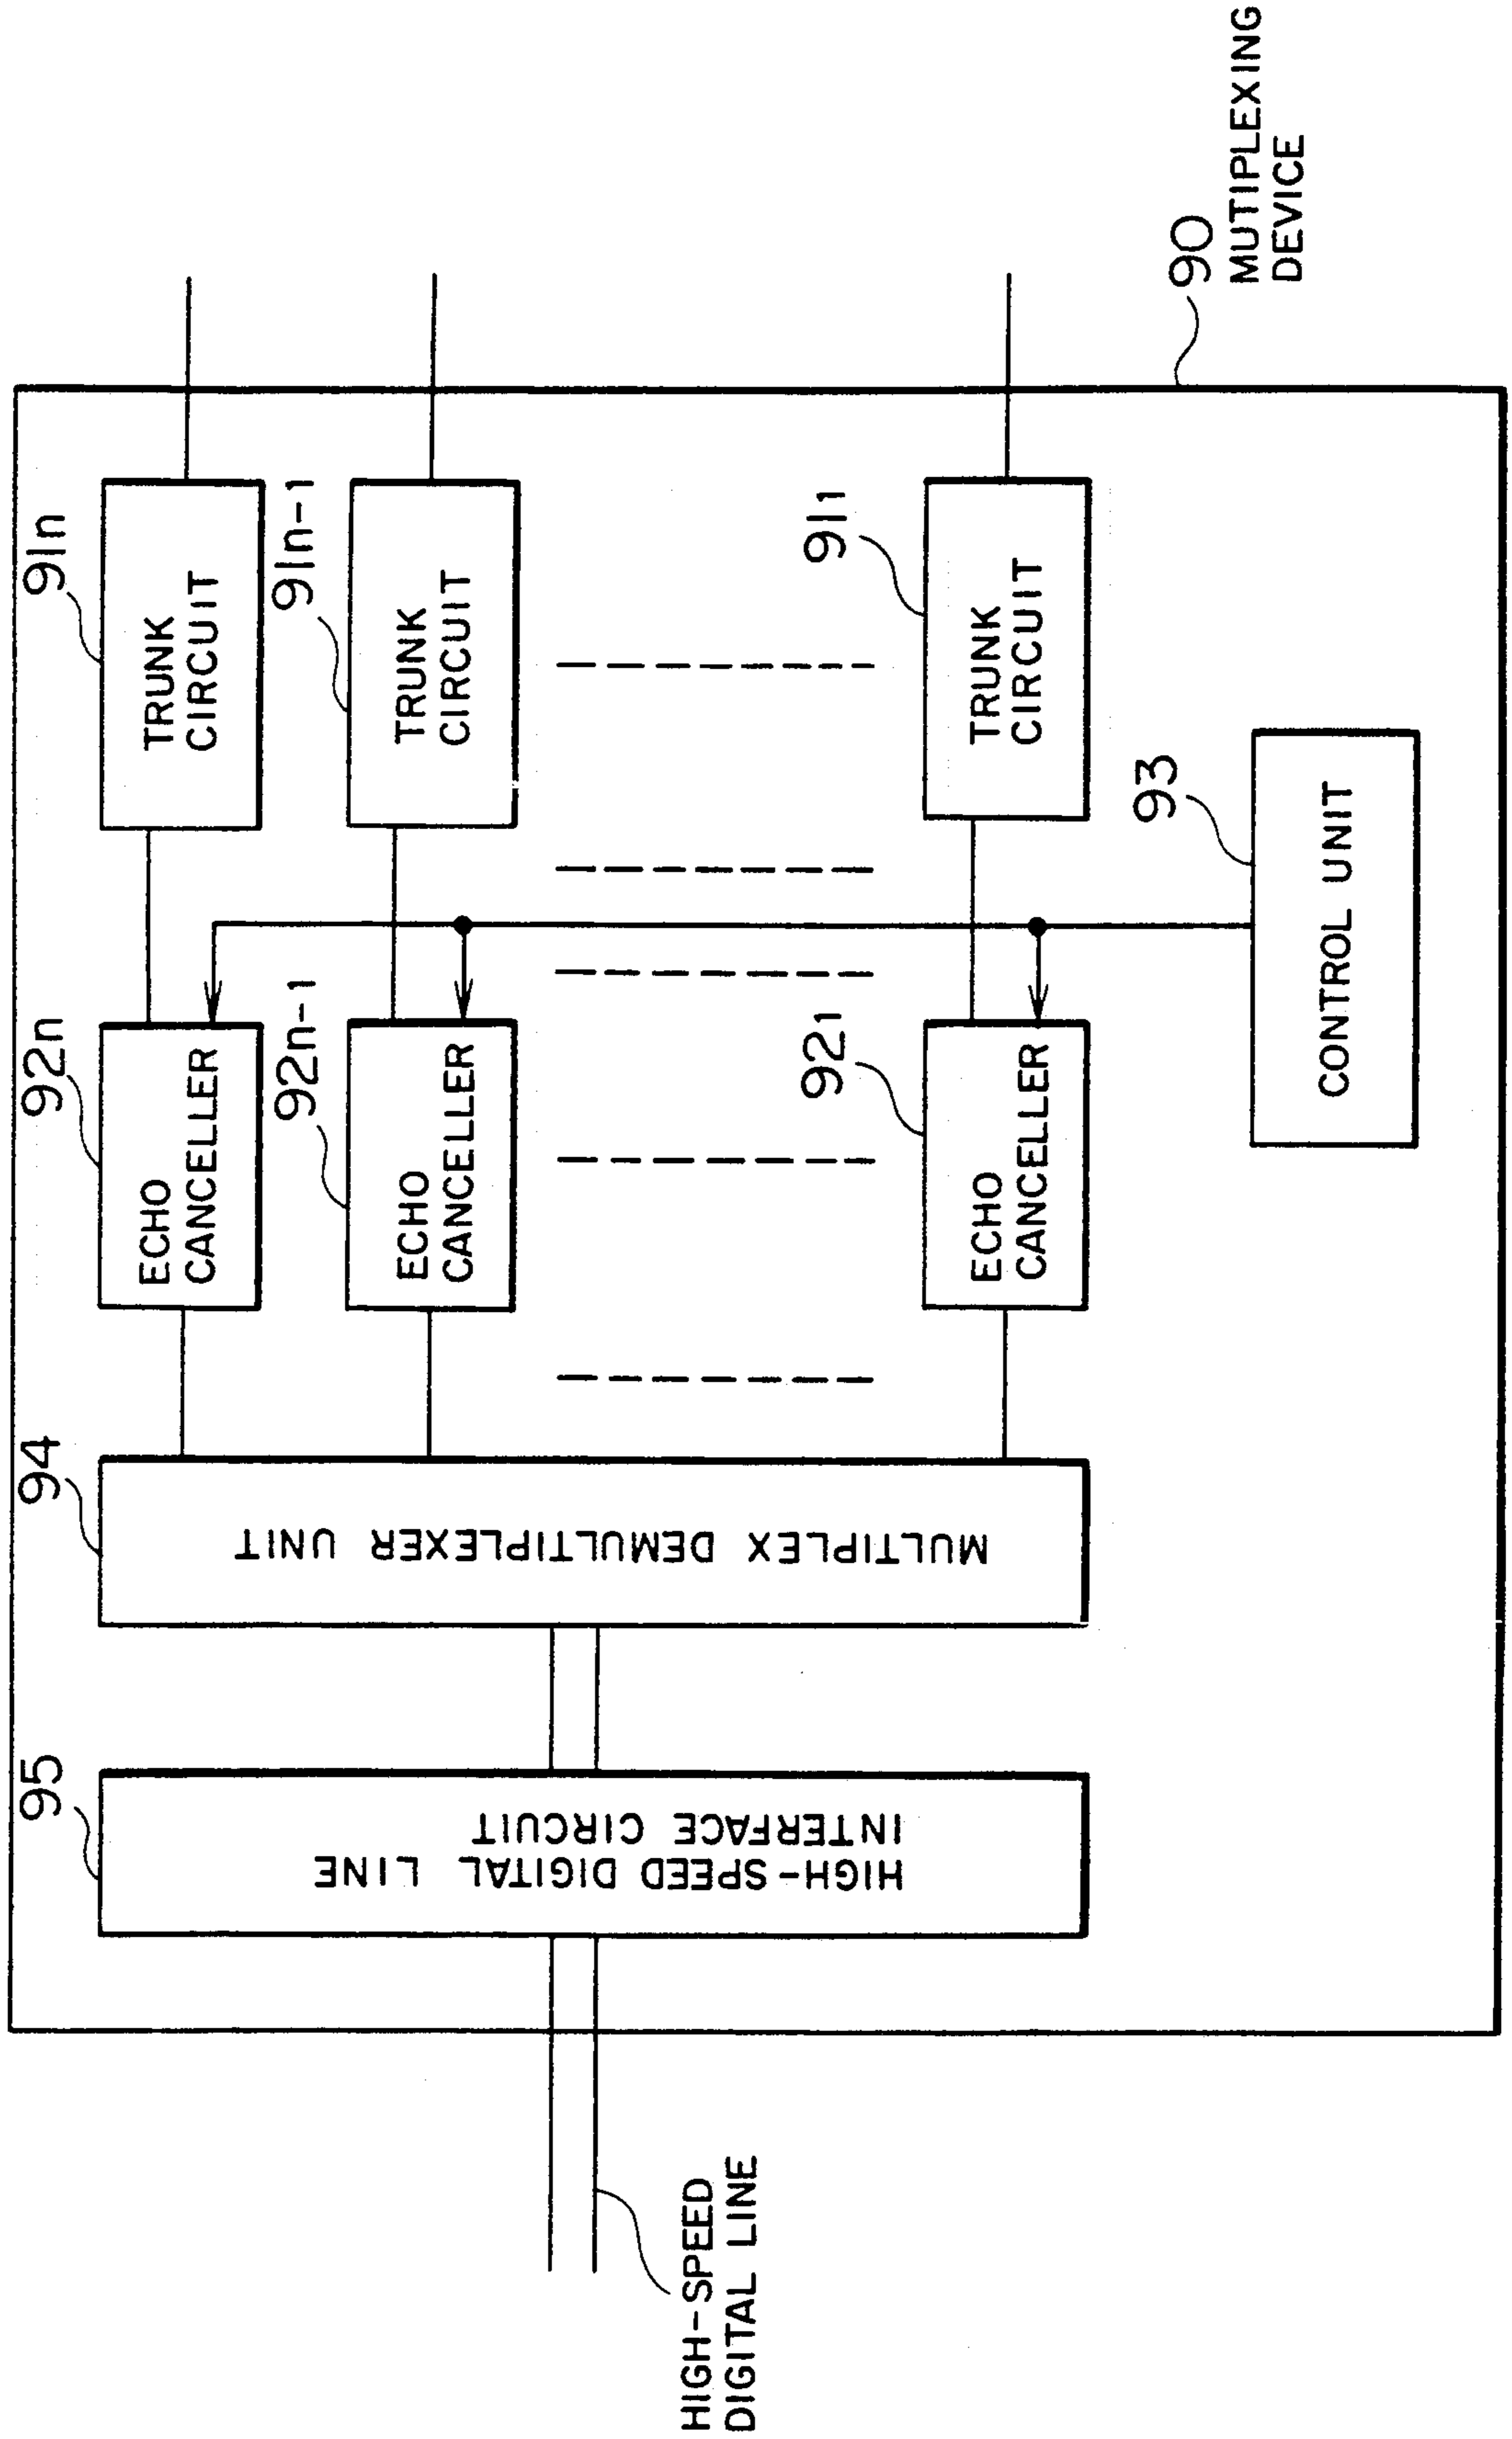 90
MUTIPLEXING
DEVICE
91n
TRUNK
CIRCUIT
91n-1
TRUNK
CIRCUIT
911
TRUNK
CIRCUIT
92n
ECHO
CANCELLER
92n-1
ECHO
CANCELLER
921
ECHO
CANCELLER
93
CONTROL UNIT
94
MULTIPLEX DEMULTIPLEXER UNIT
95
HIGH-SPEED DIGITAL LINE
INTERFACE CIRCUIT
HIGH-SPEED
DIGITAL LINE